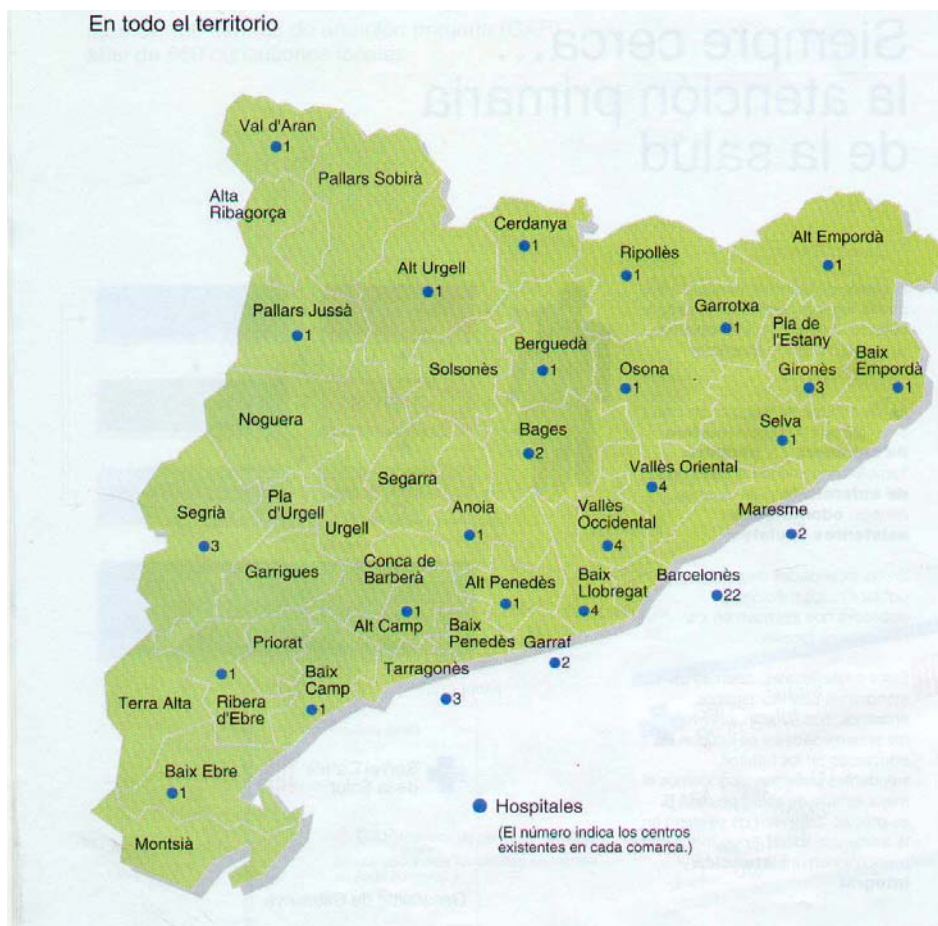 En todo el territorio
Siempre cerca...
la atención primaria
de la salud
Val d'Aran
1
Pallars Sobirà
Alta
Ribagorça
Cerdanya
1
Alt Urgell
1
Ripollès
1
Alt Empordà
1
Pallars Jussà
1
Garrotxa
1
Pla de
l'Estany
Baix
Empordà
1
Berguedà
1
Solsonès
Osona
1
Gironès
3
Noguera
Bages
2
Selva
1
Vallès Oriental
4
Segarra
Pla
d'Urgell
Urgell
Segrià
3
Anoia
1
Vallès
Occidental
4
Maresme
2
Garrigues
Conca de
Barberà
1
Alt Penedès
1
Baix
Llobregat
4
Barcelonès
22
Alt Camp
Baix
Penedès
Garraf
2
Priorat
1
Tarragonès
3
Baix
Camp
1
Terra Alta
Ribera
d'Ebre
Baix Ebre
1
Montsià
Hospitales
(El número indica los centros
existentes en cada comarca.)